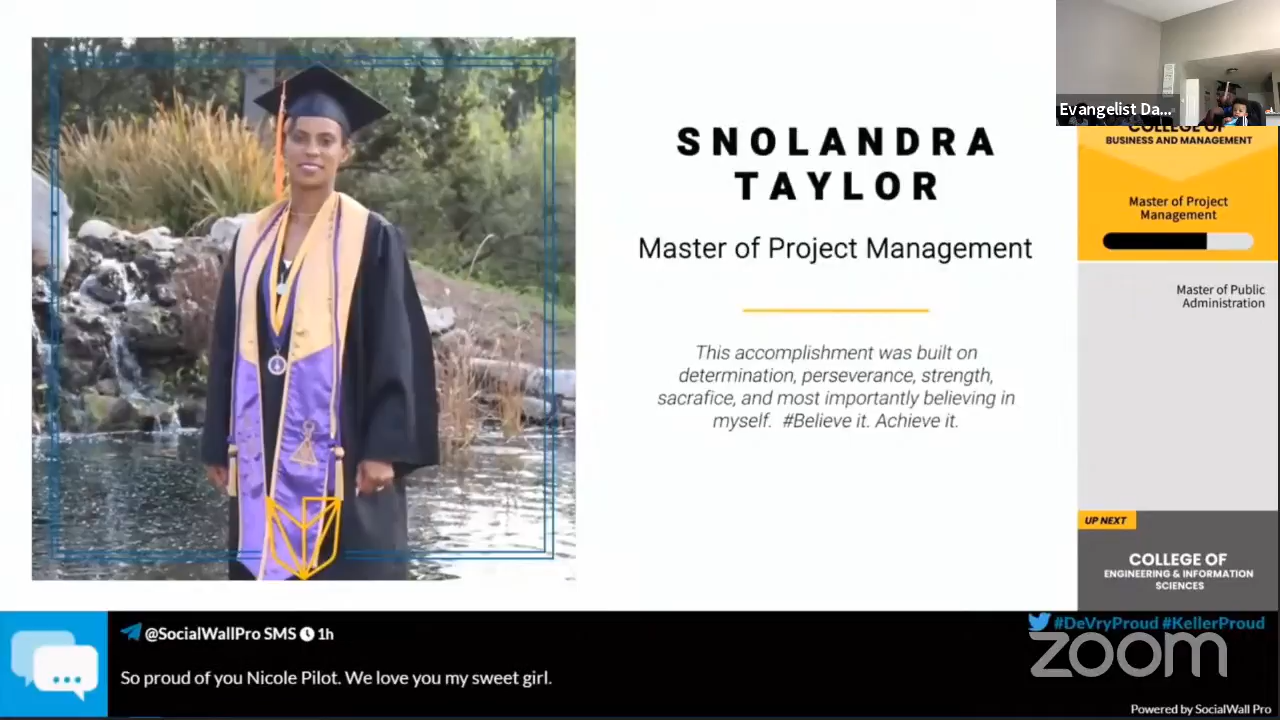 SNOLANDRA
TAYLOR
Master of Project Management
This accomplishment was built on
determination, perseverance, strength,
sacrafice, and most importantly believing in
myself. #Believe it. Achieve it.
Evangelist Da...
COLLEGE OF
BUSINESS AND MANAGEMENT
Master of Project
Management
Master of Public
Administration
UP NEXT
COLLEGE OF
ENGINEERING & INFORMATION
SCIENCES
@SocialWallPro SMS 1h
So proud of you Nicole Pilot. We love you my sweet girl.
#DeVryProud #KellerProud
zoom
Powered by SocialWall Pro